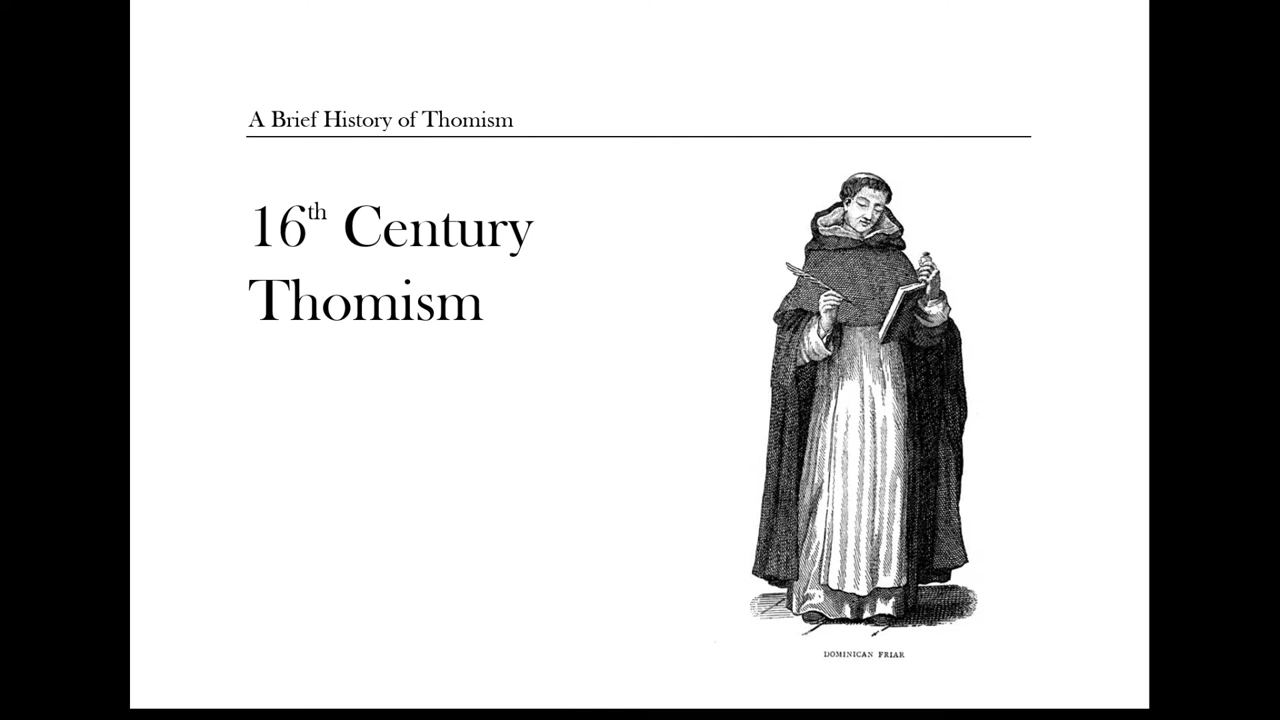 A Brief History of Thomism
16th Century
Thomism
DOMINICAN FRIAR